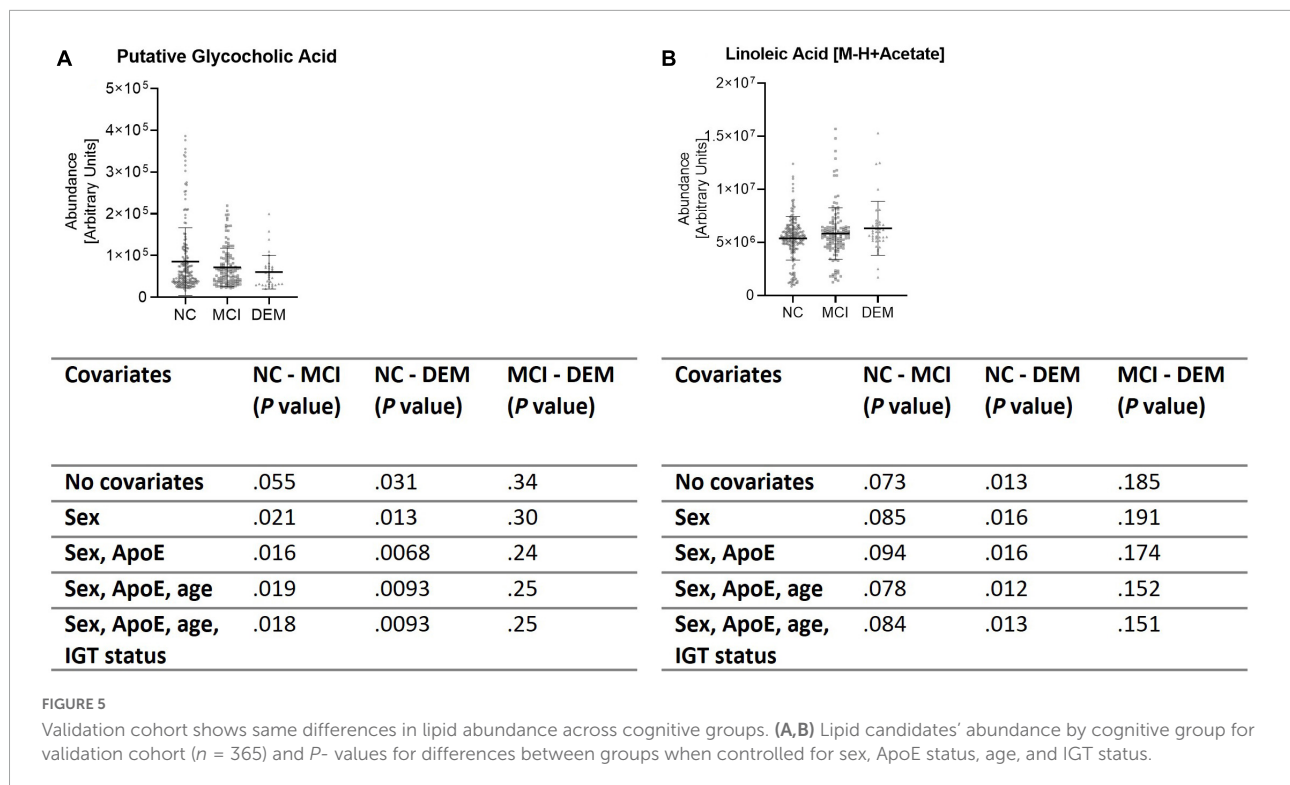 A Putative Glycocholic Acid
5×10⁵
4×10⁵
3×10⁵
2×10⁵
1×10⁵
0
Abundance
[Arbitrary Units]
NC MCI DEM
Covariates NC - MCI NC - DEM MCI - DEM
(P value) (P value) (P value)
No covariates .055 .031 .34
Sex .021 .013 .30
Sex, ApoE .016 .0068 .24
Sex, ApoE, age .019 .0093 .25
Sex, ApoE, age, .018 .0093 .25
IGT status
B Linoleic Acid [M-H+Acetate]
2×10⁷
1.5×10⁷
1×10⁷
5×10⁶
0
Abundance
[Arbitrary Units]
NC MCI DEM
Covariates NC - MCI NC - DEM MCI - DEM
(P value) (P value) (P value)
No covariates .073 .013 .185
Sex .085 .016 .191
Sex, ApoE .094 .016 .174
Sex, ApoE, age .078 .012 .152
Sex, ApoE, age, .084 .013 .151
IGT status
FIGURE 5
Validation cohort shows same differences in lipid abundance across cognitive groups. (A,B) Lipid candidates' abundance by cognitive group for
validation cohort (n = 365) and P- values for differences between groups when controlled for sex, ApoE status, age, and IGT status.